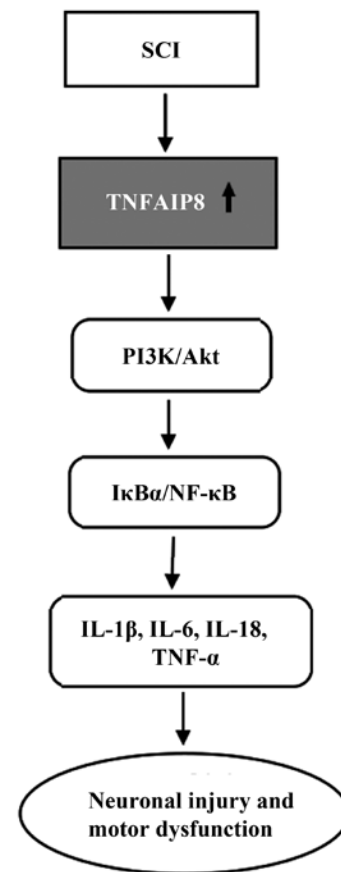 SCI
TNFAIP8
PI3K/Akt
IκBα/NF-κB
IL-1β, IL-6, IL-18,
TNF-α
Neuronal injury and
motor dysfunction